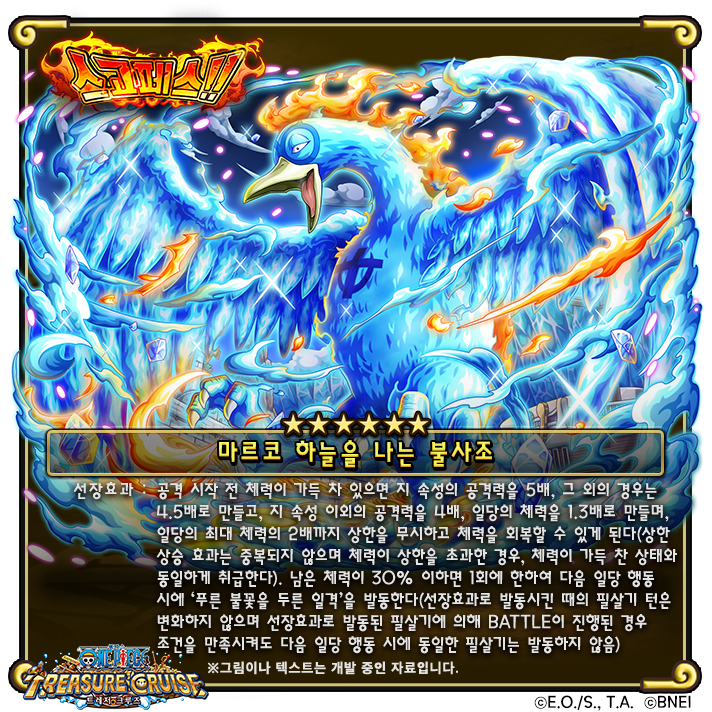 스고페스!!
마르코 하늘을 나는 불사조
선장효과 : 공격 시작 전 체력이 가득 차 있으면 지 속성의 공격력을 5배, 그 외의 경우는
4.5배로 만들고, 지 속성 이외의 공격력을 4배, 일당의 체력을 1.3배로 만들며,
일당의 최대 체력의 2배까지 상한을 무시하고 체력을 회복할 수 있게 된다(상한
상승 효과는 중복되지 않으며 체력이 상한을 초과한 경우, 체력이 가득 찬 상태와
동일하게 취급한다). 남은 체력이 30% 이하면 1회에 한하여 다음 일당 행동
시에 ‘푸른 불꽃을 두른 일격’을 발동한다(선장효과로 발동시킨 때의 필살기 턴은
변화하지 않으며 선장효과로 발동된 필살기에 의해 BATTLE이 진행된 경우
조건을 만족시켜도 다음 일당 행동 시에 동일한 필살기는 발동하지 않음)
※그림이나 텍스트는 개발 중인 자료입니다.
ONE PIECE
TREASURE CRUISE
트레저 크루즈
©E.O./S., T.A. ©BNEI